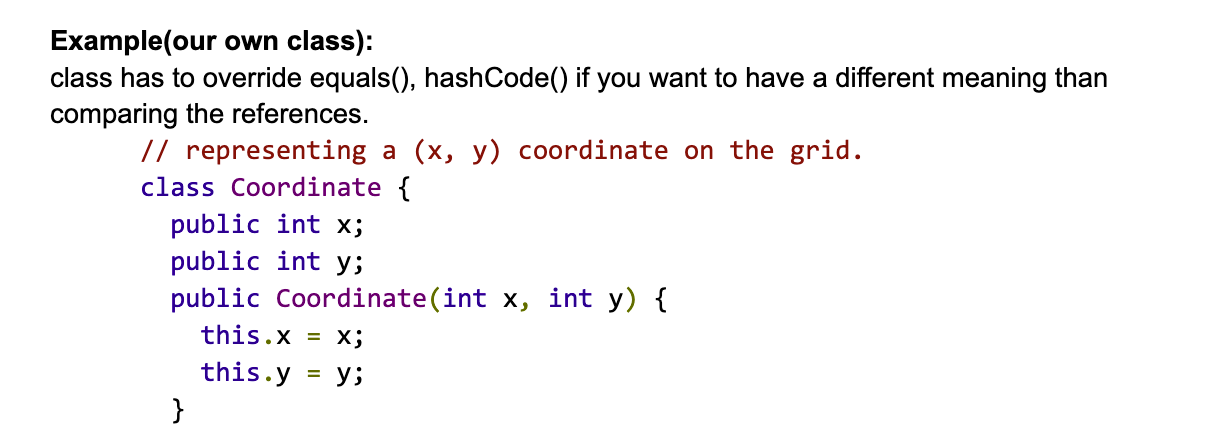 Example(our own class):
class has to override equals(), hashCode() if you want to have a different meaning than
comparing the references.
// representing a (x, y) coordinate on the grid.
class Coordinate {
public int x;
public int y;
public Coordinate(int x, int y) {
this.x = x;
this.y = y;
}